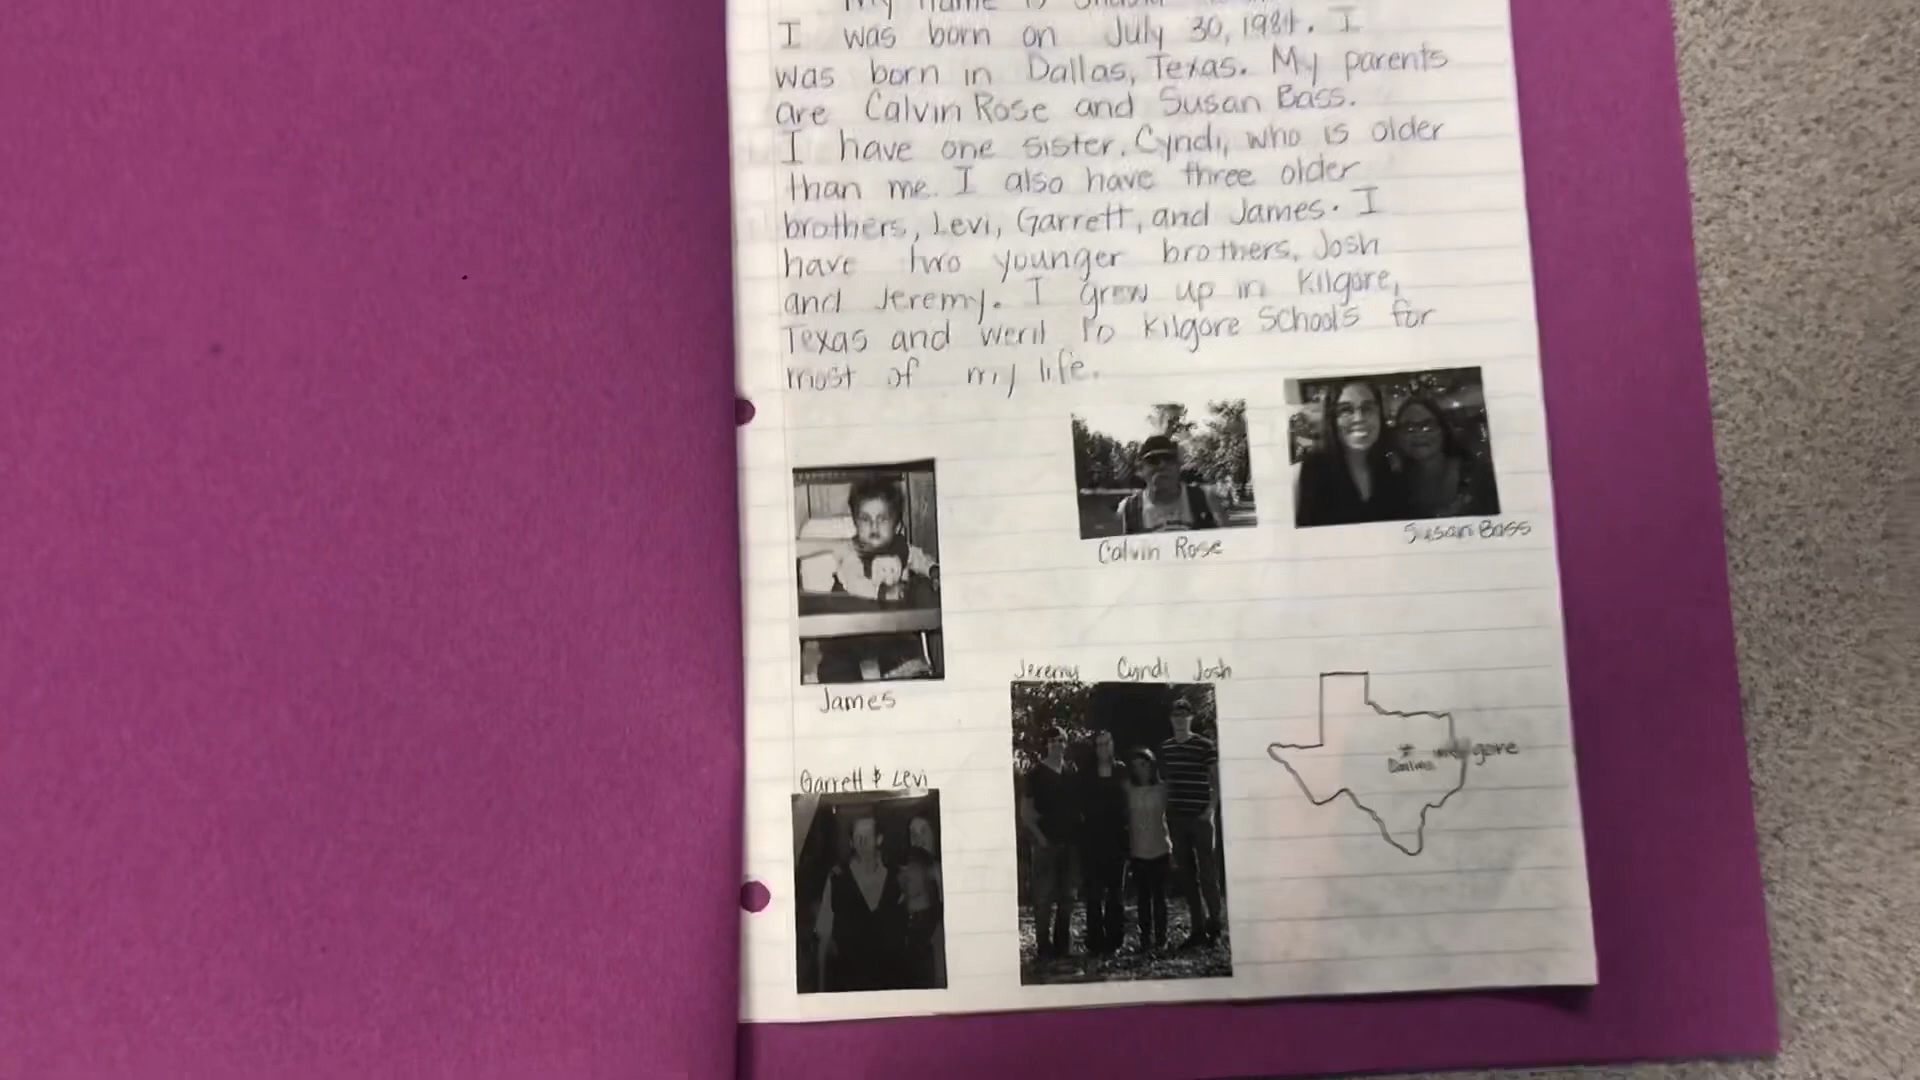 My name is
I was born on July 30, 1984. I
was born in Dallas, Texas. My parents
are Calvin Rose and Susan Bass.
I have one sister, Cyndi, who is older
than me. I also have three older
brothers, Levi, Garrett, and James. I
have two younger brothers, Josh
and Jeremy. I grew up in Kilgore,
Texas and went to Kilgore Schools for
most of my life.
Calvin Rose
Susan Bass
James
Jeremy Cyndi Josh
Garrett & Levi
Dallas